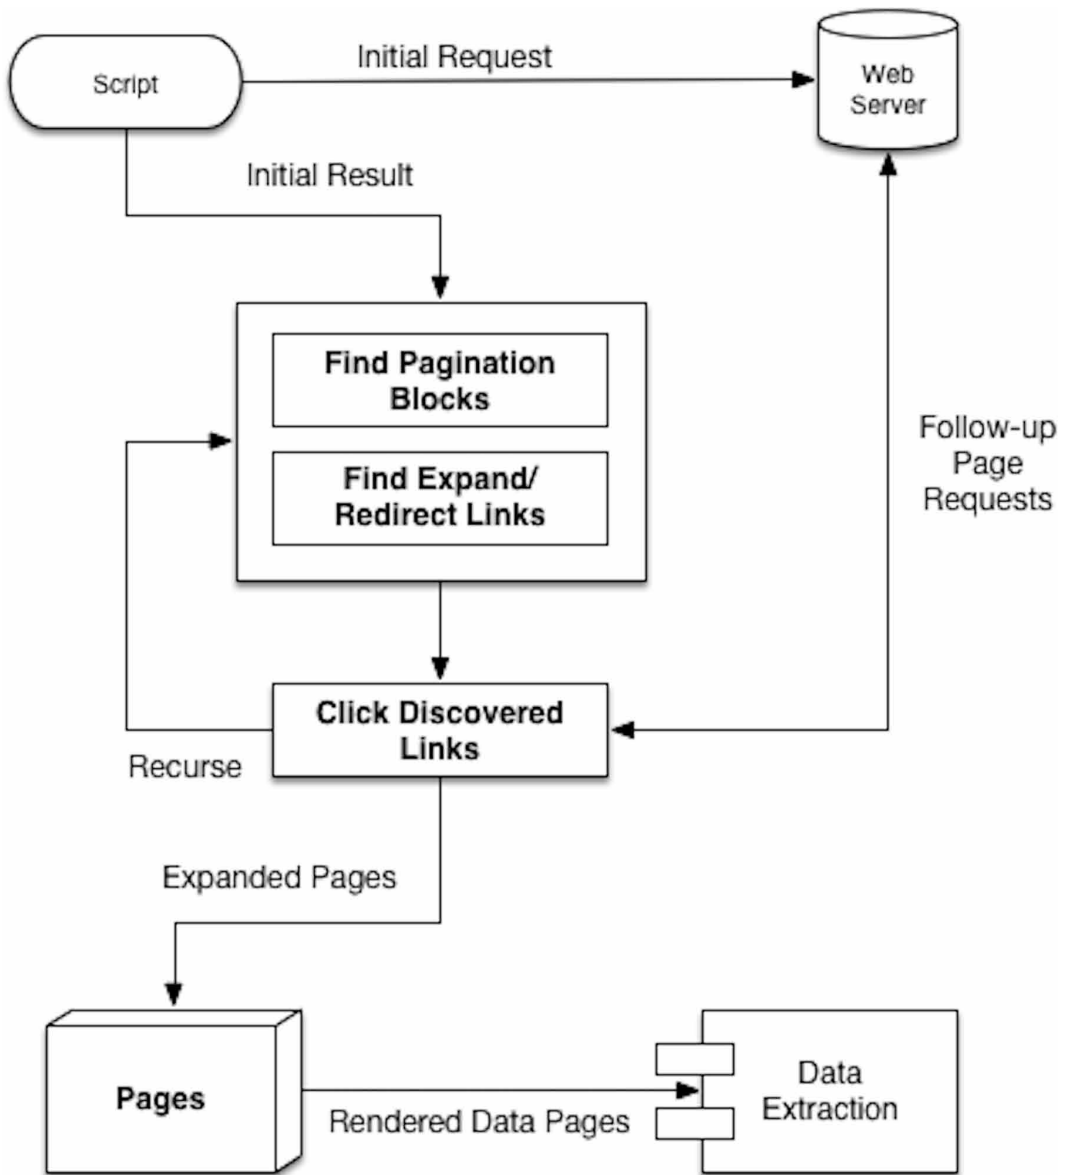 Initial Request
Script
Web
Server
Initial Result
Find Pagination
Blocks
Find Expand/
Redirect Links
Follow-up
Page
Requests
Click Discovered
Links
Recurse
Expanded Pages
Pages
Rendered Data Pages
Data
Extraction